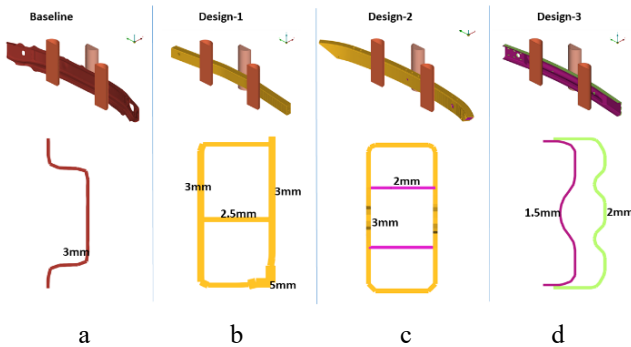 Baseline
Design-1
Design-2
Design-3
3mm
3mm
2.5mm
3mm
5mm
2mm
3mm
1.5mm
2mm
a
b
c
d